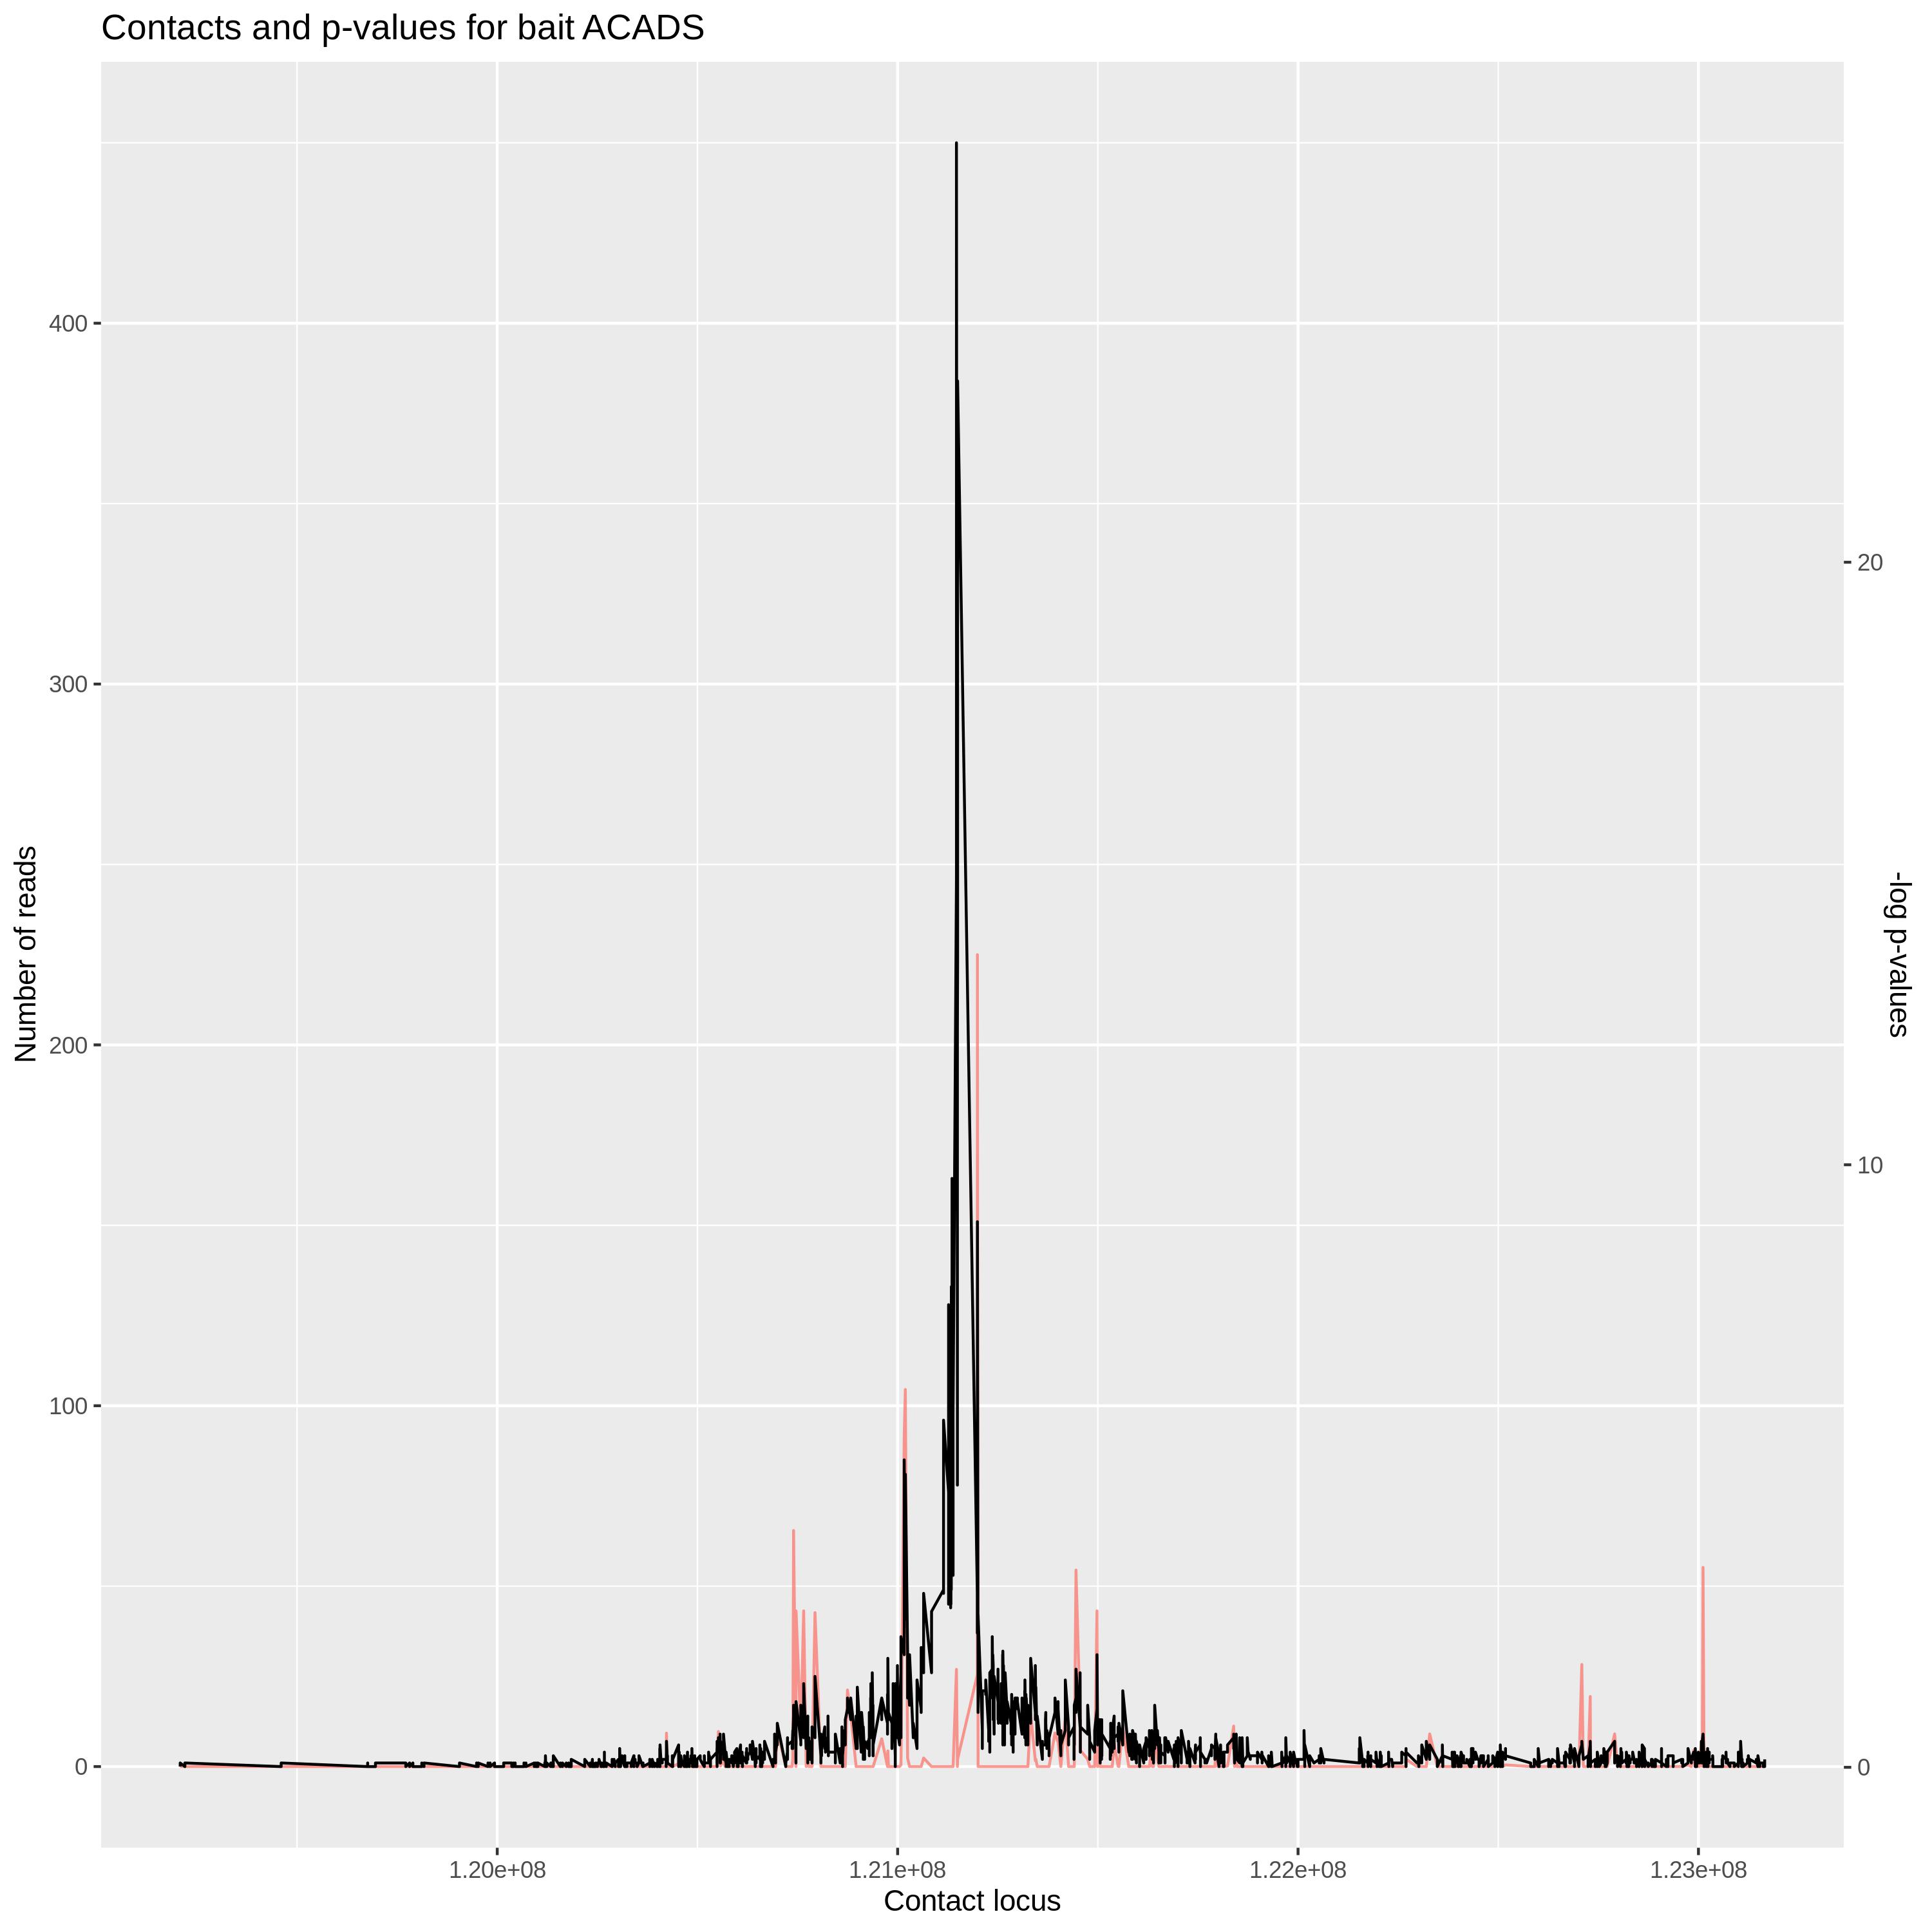 Contacts and p-values for bait ACADS
400
300
200
100
0
Number of reads
20
10
0
-log p-values
1.20e+08
1.21e+08
1.22e+08
1.23e+08
Contact locus